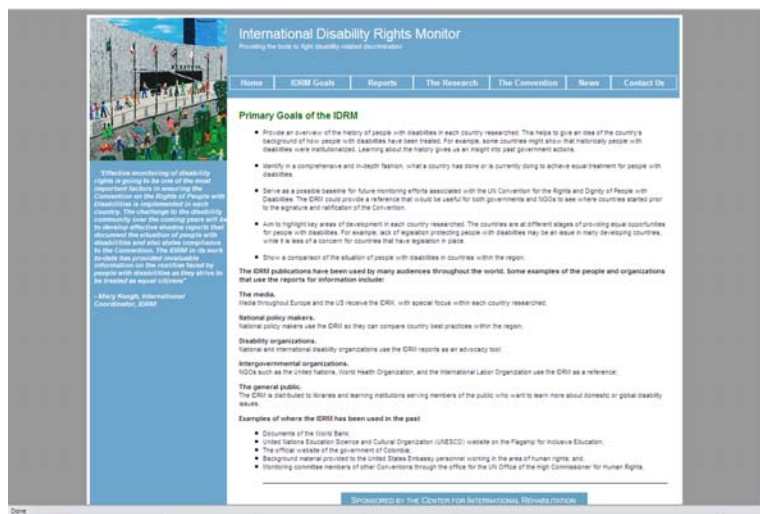 International Disability Rights Monitor
Providing the tools to fight disability-related discrimination
Home IDRM Goals Reports The Research The Convention News Contact Us
"Effective monitoring of disability
rights is going to be one of the most
important factors in ensuring the
Convention on the Rights of People with
Disabilities is implemented in each
country. The challenge to the disability
community over the coming years will be
to develop effective shadow reports that
document the situation of people with
disabilities and also states compliance
to the Convention. The IDRM in its work
to-date has provided invaluable
information on the realities faced by
people with disabilities as they strive to
be treated as equal citizens"
- Mary Keogh, International
Coordinator, IDRM
Primary Goals of the IDRM
Provide an overview of the history of people with disabilities in each country researched. This helps to give an idea of the country's
background of how people with disabilities have been treated. For example, some countries might show that historically people with
disabilities were institutionalized. Learning about the history gives us an insight into past government actions.
Identify in a comprehensive and in-depth fashion, what a country has done or is currently doing to achieve equal treatment for people with
disabilities.
Serve as a possible baseline for future monitoring efforts associated with the UN Convention for the Rights and Dignity of People with
Disabilities. The IDRM could provide a reference that would be useful for both governments and NGOs to see where countries started prior
to the signature and ratification of the Convention.
Aim to highlight key areas of development in each country researched. The countries are at different stages of providing equal opportunities
for people with disabilities. For example, lack of legislation protecting people with disabilities may be an issue in many developing countries,
while it is less of a concern for countries that have legislation in place.
Show a comparison of the situation of people with disabilities in countries within the region.
The IDRM publications have been used by many audiences throughout the world. Some examples of the people and organizations
that use the reports for information include:
The media.
Media throughout Europe and the US receive the IDRM, with special focus within each country researched;
National policy makers.
National policy makers use the IDRM so they can compare country best practices within the region;
Disability organizations.
National and international disability organizations use the IDRM reports as an advocacy tool;
Intergovernmental organizations.
NGOs such as the United Nations, World Health Organization, and the International Labor Organization use the IDRM as a reference;
The general public.
The IDRM is distributed to libraries and learning institutions serving members of the public who want to learn more about domestic or global disability
issues.
Examples of where the IDRM has been used in the past
Documents of the World Bank;
United Nations Education Science and Cultural Organization (UNESCO) website on the Flagship for Inclusive Education;
The official website of the government of Colombia;
Background material provided to the United States Embassy personnel working in the area of human rights; and,
Monitoring committee members of other Conventions through the office for the UN Office of the High Commissioner for Human Rights.
Sponsored by the Center for International Rehabilitation
Done